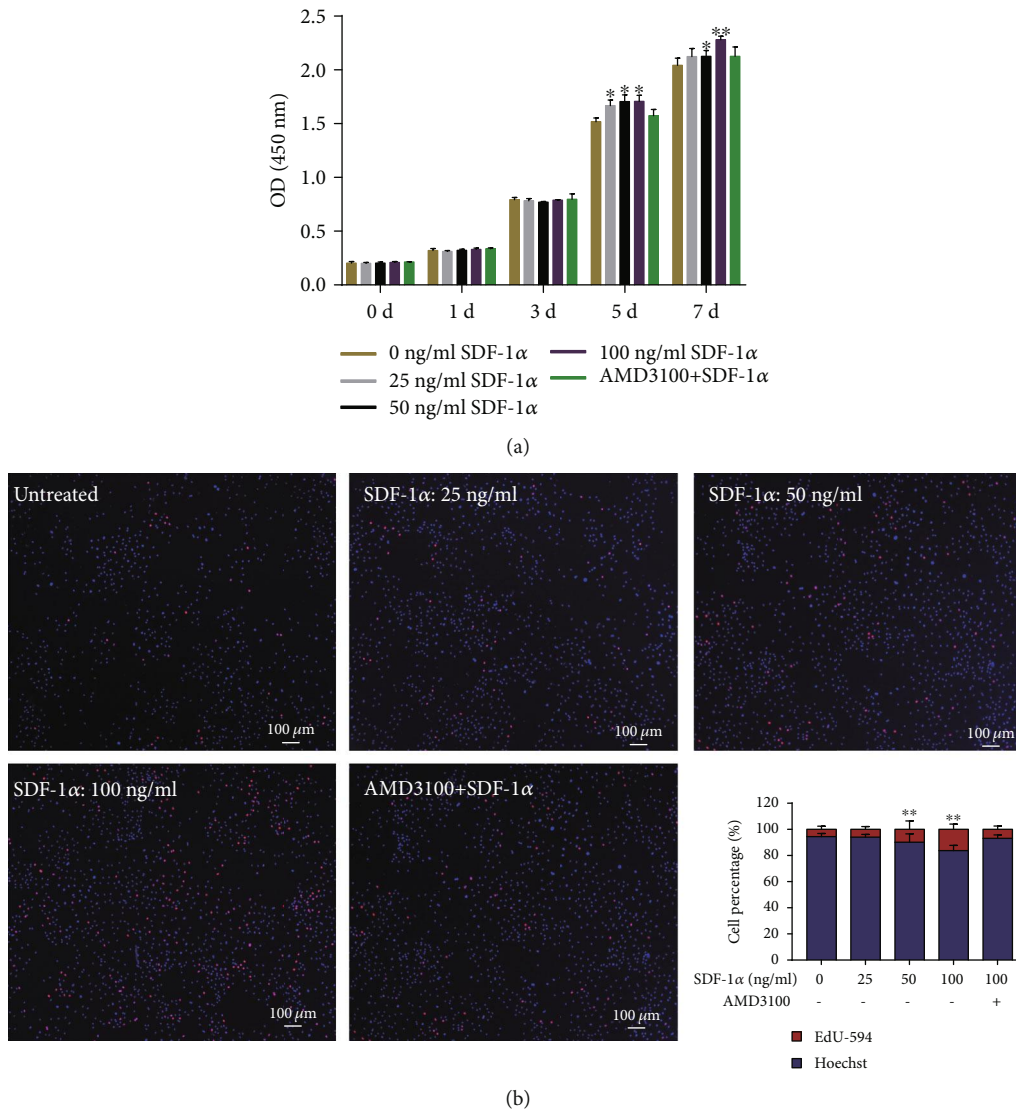 2.5
2.0
1.5
1.0
0.5
0.0
OD (450 nm)
* * *
* **
0 d 1 d 3 d 5 d 7 d
0 ng/ml SDF-1α
25 ng/ml SDF-1α
50 ng/ml SDF-1α
100 ng/ml SDF-1α
AMD3100+SDF-1α
(a)
Untreated
100 μm
SDF-1α: 25 ng/ml
100 μm
SDF-1α: 50 ng/ml
100 μm
SDF-1α: 100 ng/ml
100 μm
AMD3100+SDF-1α
100 μm
120
100
80
60
40
20
0
Cell percentage (%)
** **
SDF-1α (ng/ml) 0 25 50 100 100
AMD3100 - - - - +
EdU-594
Hoechst
(b)